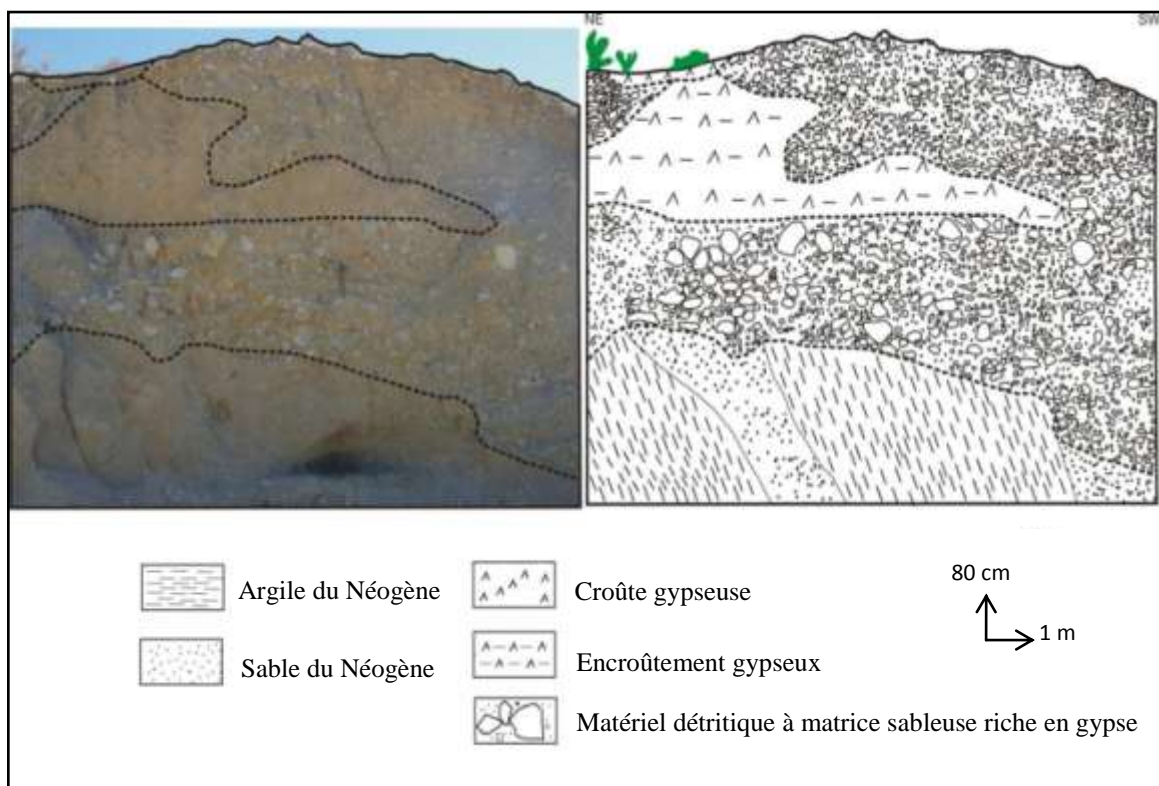 NE SW
Argile du Néogène
Sable du Néogène
Croûte gypseuse
Encroûtement gypseux
Matériel détritique à matrice sableuse riche en gypse
80 cm
1 m